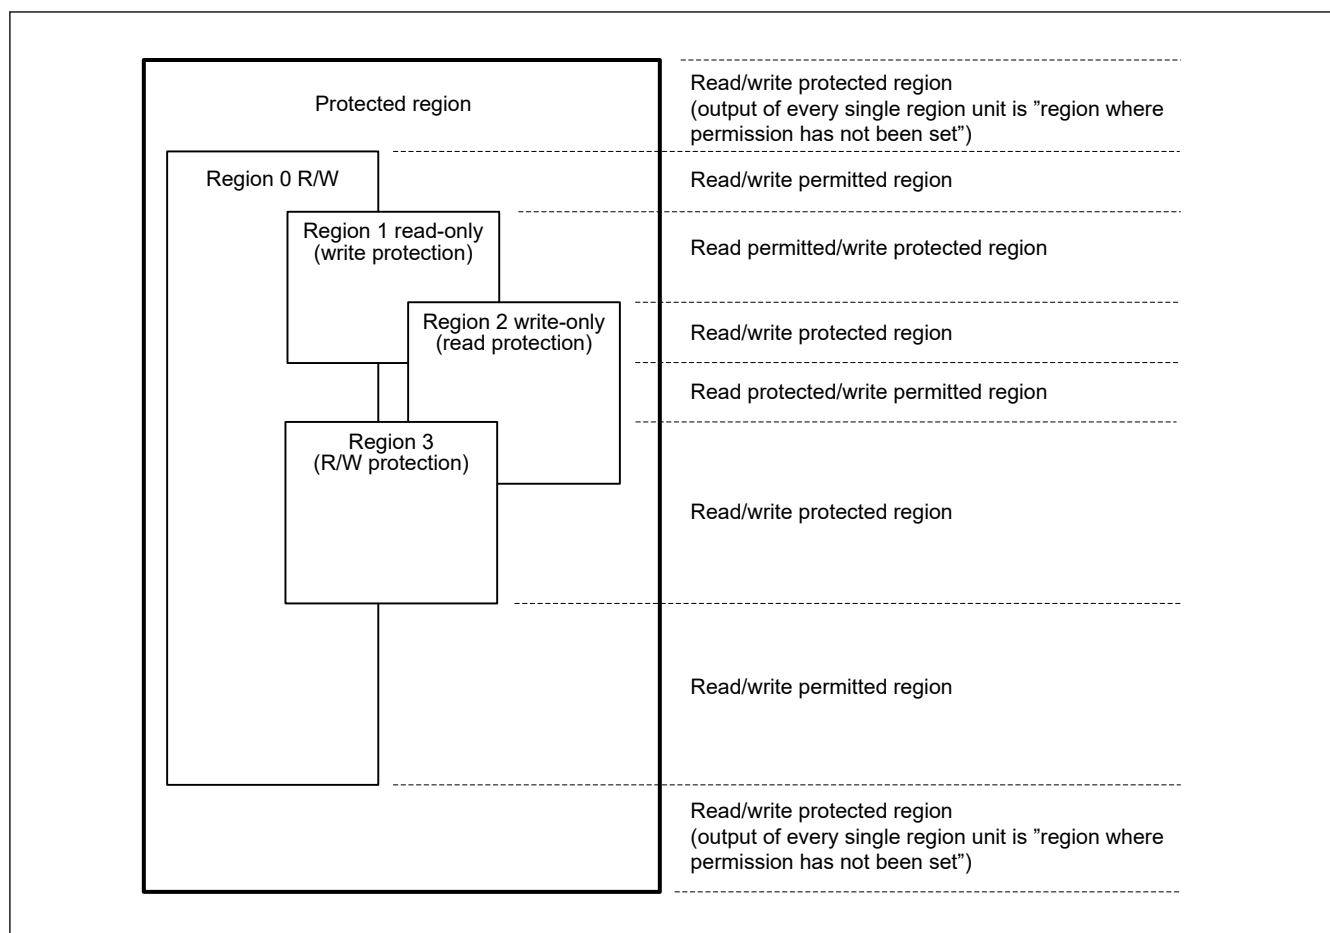 Protected region
Read/write protected region
(output of every single region unit is ”region where
permission has not been set”)
Region 0 R/W
Read/write permitted region
Region 1 read-only
(write protection)
Read permitted/write protected region
Region 2 write-only
(read protection)
Read/write protected region
Read protected/write permitted region
Region 3
(R/W protection)
Read/write protected region
Read/write permitted region
Read/write protected region
(output of every single region unit is ”region where
permission has not been set”)